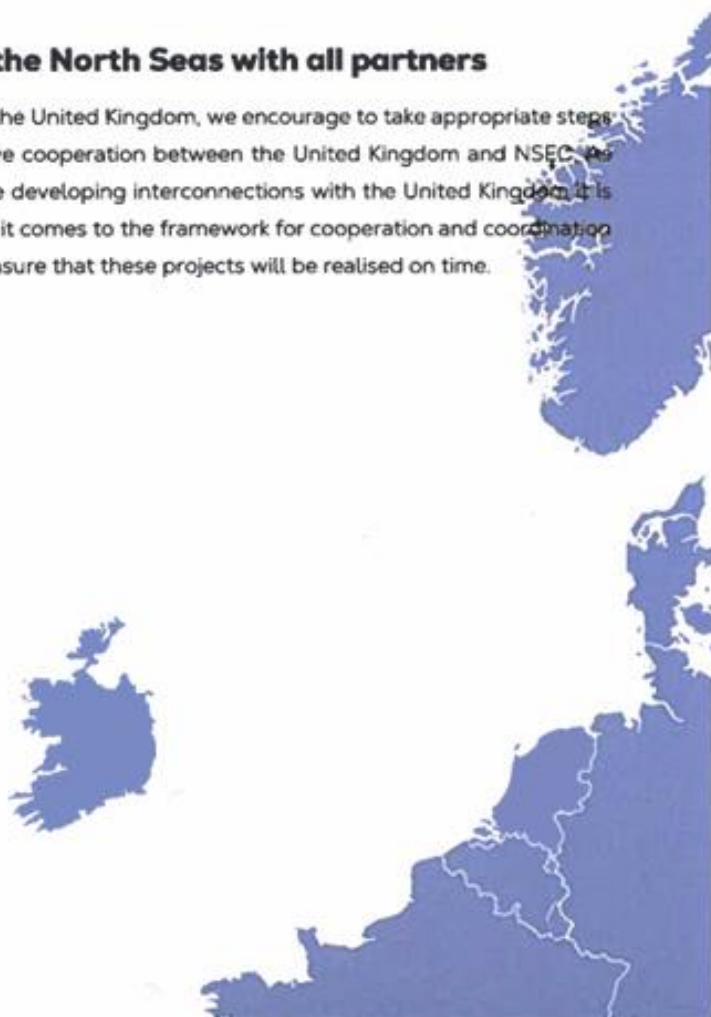 the North Seas with all partners
he United Kingdom, we encourage to take appropriate steps
ve cooperation between the United Kingdom and NSEC. As
e developing interconnections with the United Kingdom it is
it comes to the framework for cooperation and coordination
nsure that these projects will be realised on time.